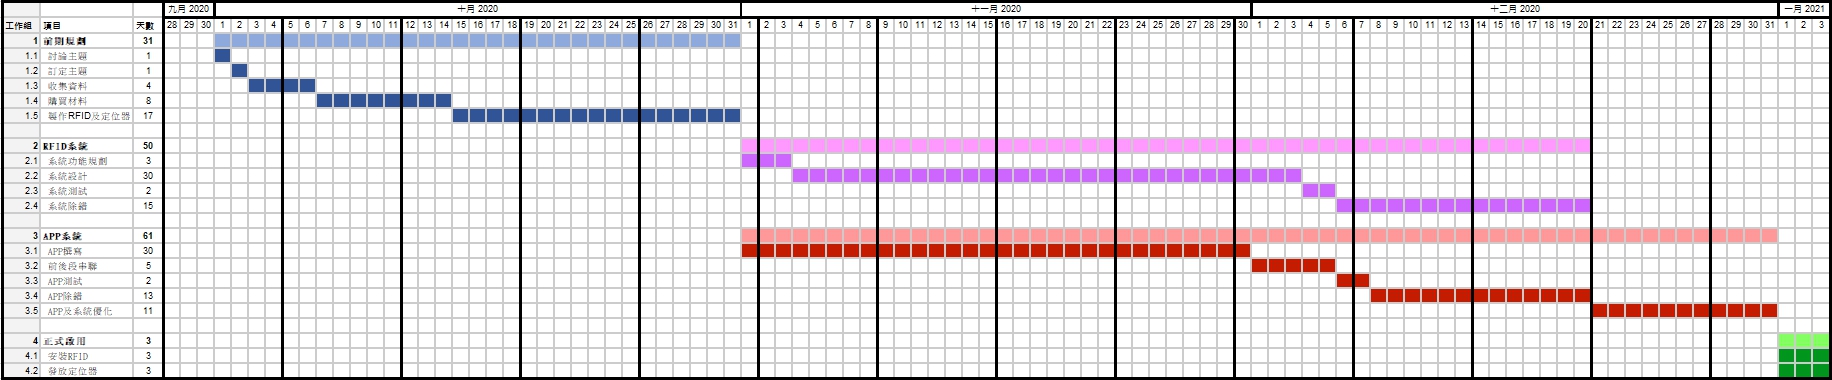 九月 2020 十月 2020 十一月 2020 十二月 2020 一月 2021
工作組 項目 天數 28 29 30 1 2 3 4 5 6 7 8 9 10 11 12 13 14 15 16 17 18 19 20 21 22 23 24 25 26 27 28 29 30 31 1 2 3 4 5 6 7 8 9 10 11 12 13 14 15 16 17 18 19 20 21 22 23 24 25 26 27 28 29 30 1 2 3 4 5 6 7 8 9 10 11 12 13 14 15 16 17 18 19 20 21 22 23 24 25 26 27 28 29 30 31 1 2 3
1 前期規劃 31
1.1 討論主題 1
1.2 訂定主題 1
1.3 收集資料 4
1.4 購買材料 8
1.5 製作RFID及定位器 17
2 RFID系統 50
2.1 系統功能規劃 3
2.2 系統設計 30
2.3 系統測試 2
2.4 系統除錯 15
3 APP系統 61
3.1 APP撰寫 30
3.2 前後段串聯 5
3.3 APP測試 2
3.4 APP除錯 13
3.5 APP及系統優化 11
4 正式啟用 3
4.1 安裝RFID 3
4.2 發放定位器 3